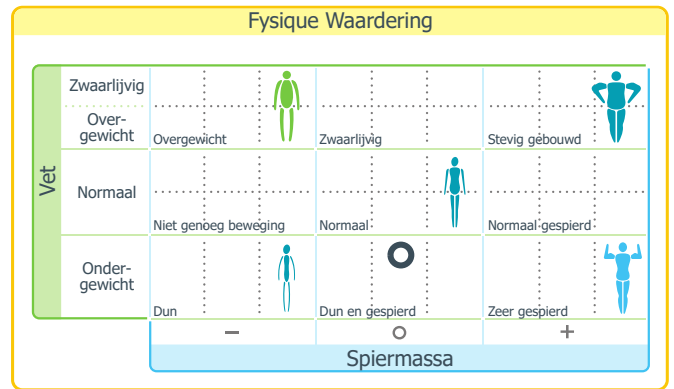 Fysique Waardering
Vet
Zwaarlijvig
Over-
gewicht
Overgewicht
Zwaarlijvig
Stevig gebouwd
Normaal
Niet genoeg beweging
Normaal
Normaal gespierd
Onder-
gewicht
Dun
Dun en gespierd
Zeer gespierd
− ○ +
Spiermassa